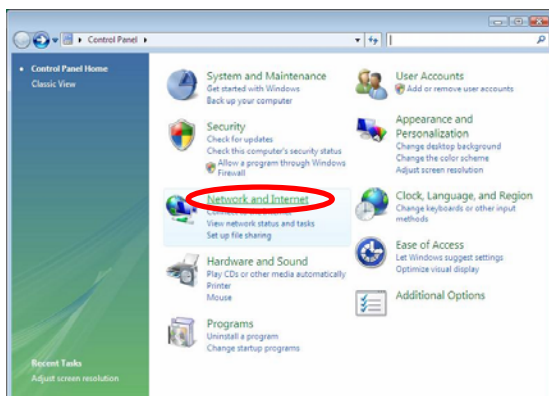 Control Panel
Control Panel Home
Classic View
System and Maintenance
Get started with Windows
Back up your computer
Security
Check for updates
Check this computer's security status
Allow a program through Windows
Firewall
Network and Internet
Connect to the Internet
View network status and tasks
Set up file sharing
Hardware and Sound
Play CDs or other media automatically
Printer
Mouse
Programs
Uninstall a program
Change startup programs
User Accounts
Add or remove user accounts
Appearance and
Personalization
Change desktop background
Change the color scheme
Adjust screen resolution
Clock, Language, and Region
Change keyboards or other input
methods
Ease of Access
Let Windows suggest settings
Optimize visual display
Additional Options
Recent Tasks
Adjust screen resolution